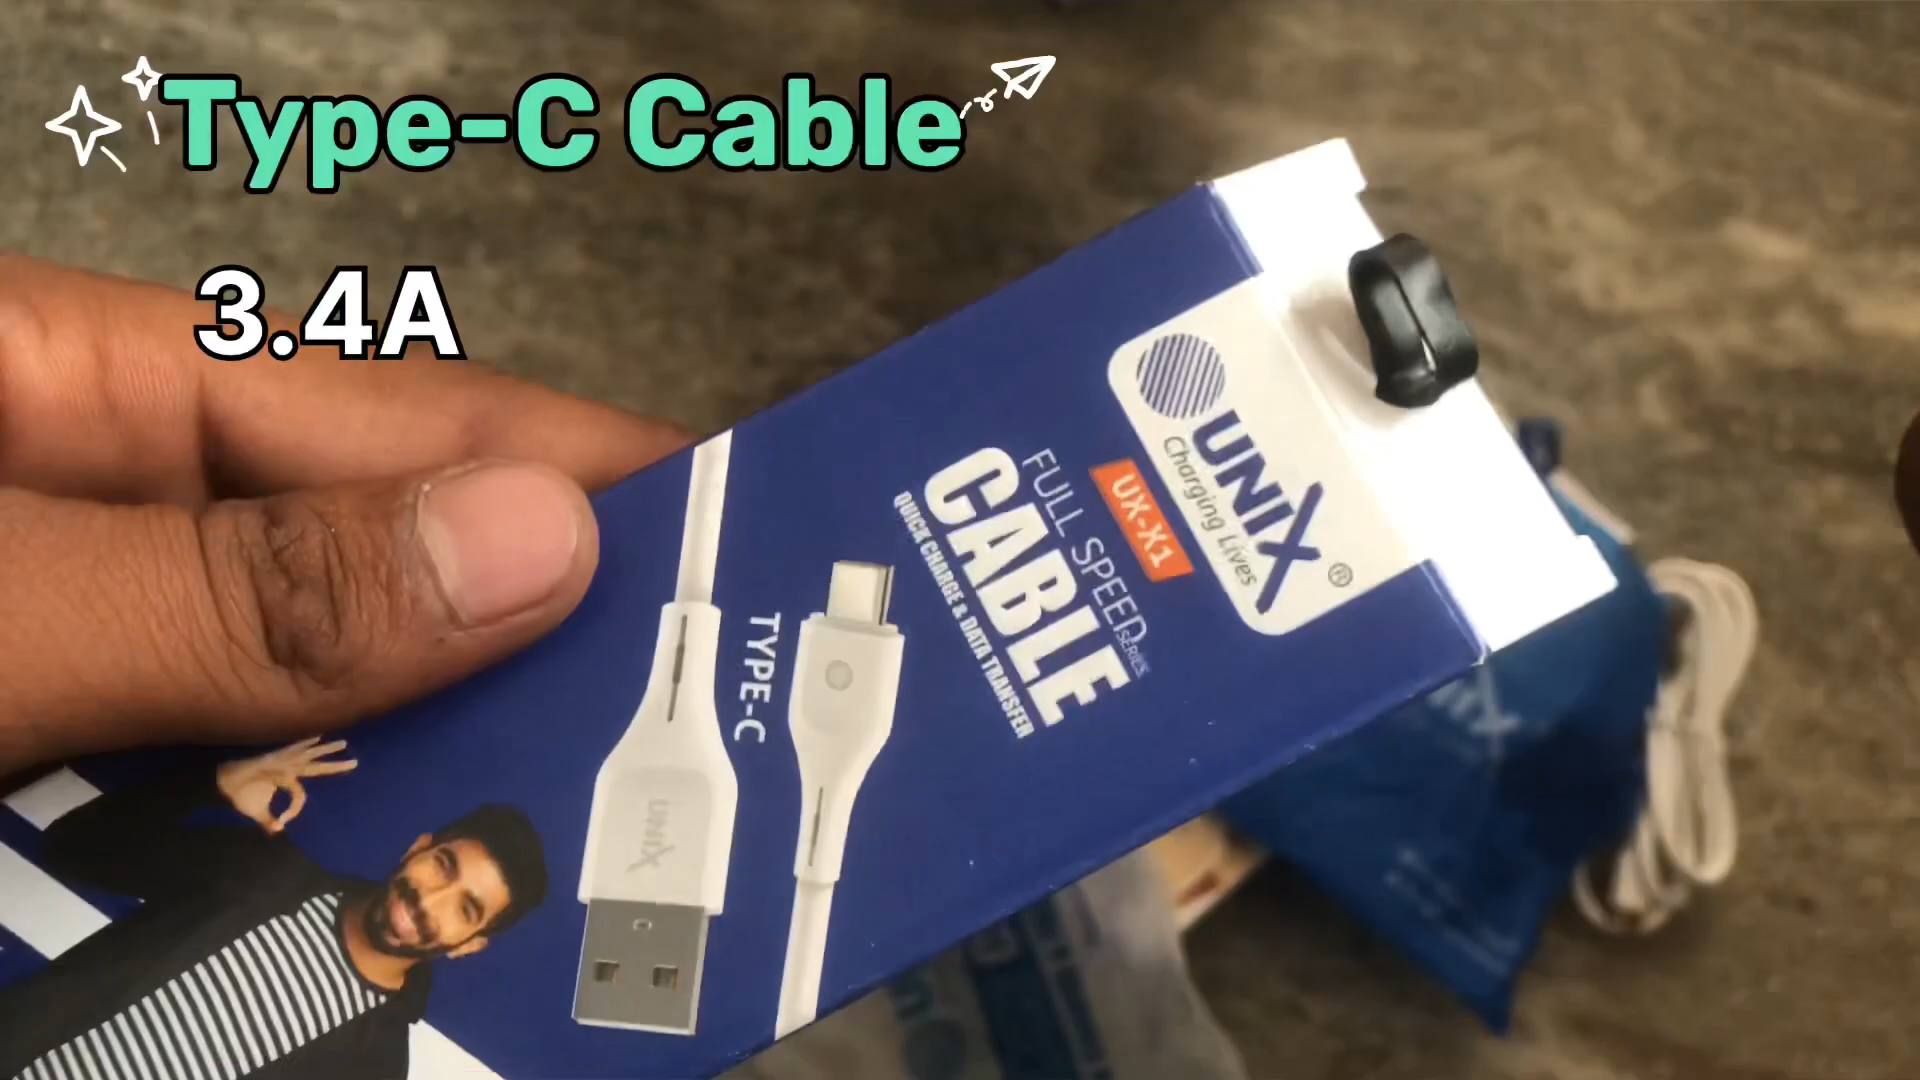 Type-C Cable
3.4A
UNIX®
Charging Lives
UX-X1
FULL SPEED SERIES
CABLE
QUICK CHARGE & DATA TRANSFER
TYPE-C
UNIX